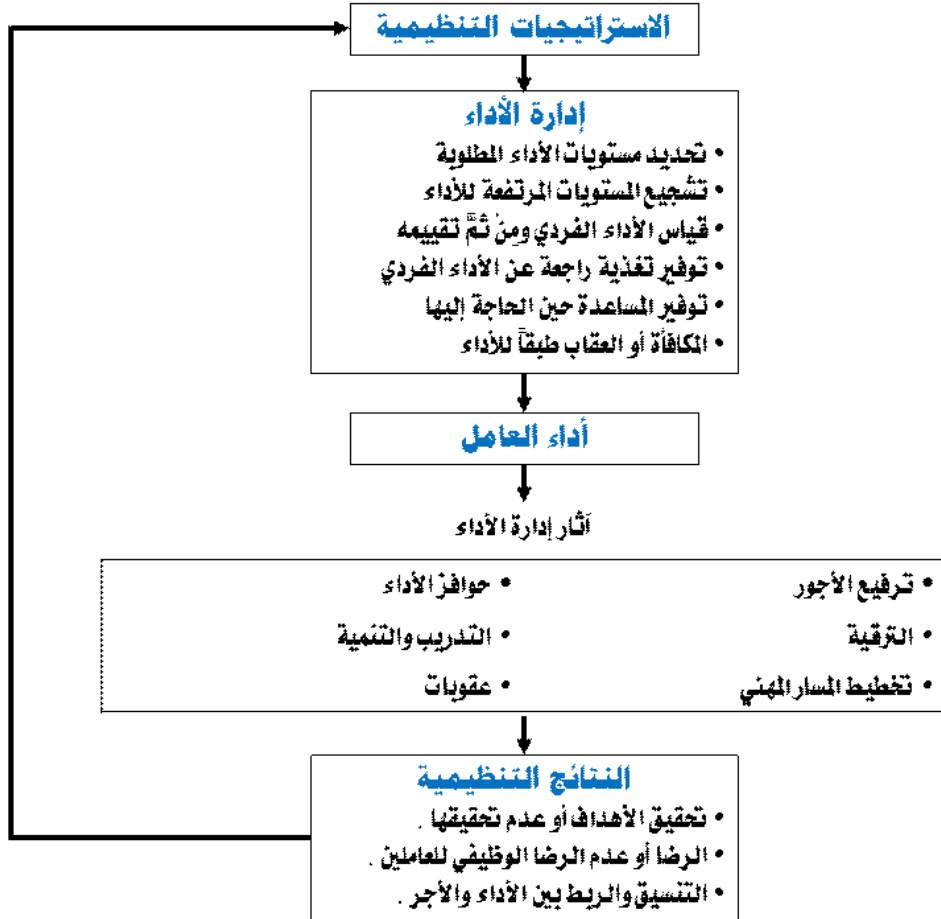 الاستراتيجيات التنظيمية
إدارة الأداء
• تحديد مستويات الأداء المطلوبة
• تشجيع المستويات المرتفعة للأداء
• قياس الأداء الفردي ومِنْ ثَمَّ تقييمه
• توفير تغذية راجعة عن الأداء الفردي
• توفير المساعدة حين الحاجة إليها
• المكافأة أو العقاب طبقاً للأداء
أداء العامل
آثار إدارة الأداء
• ترفيع الأجور
• حوافز الأداء
• الترقية
• التدريب والتنمية
• تخطيط المسار المهني
• عقوبات
النتائج التنظيمية
• تحقيق الأهداف أو عدم تحقيقها .
• الرضا أو عدم الرضا الوظيفي للعاملين .
• التنسيق والربط بين الأداء والأجر .